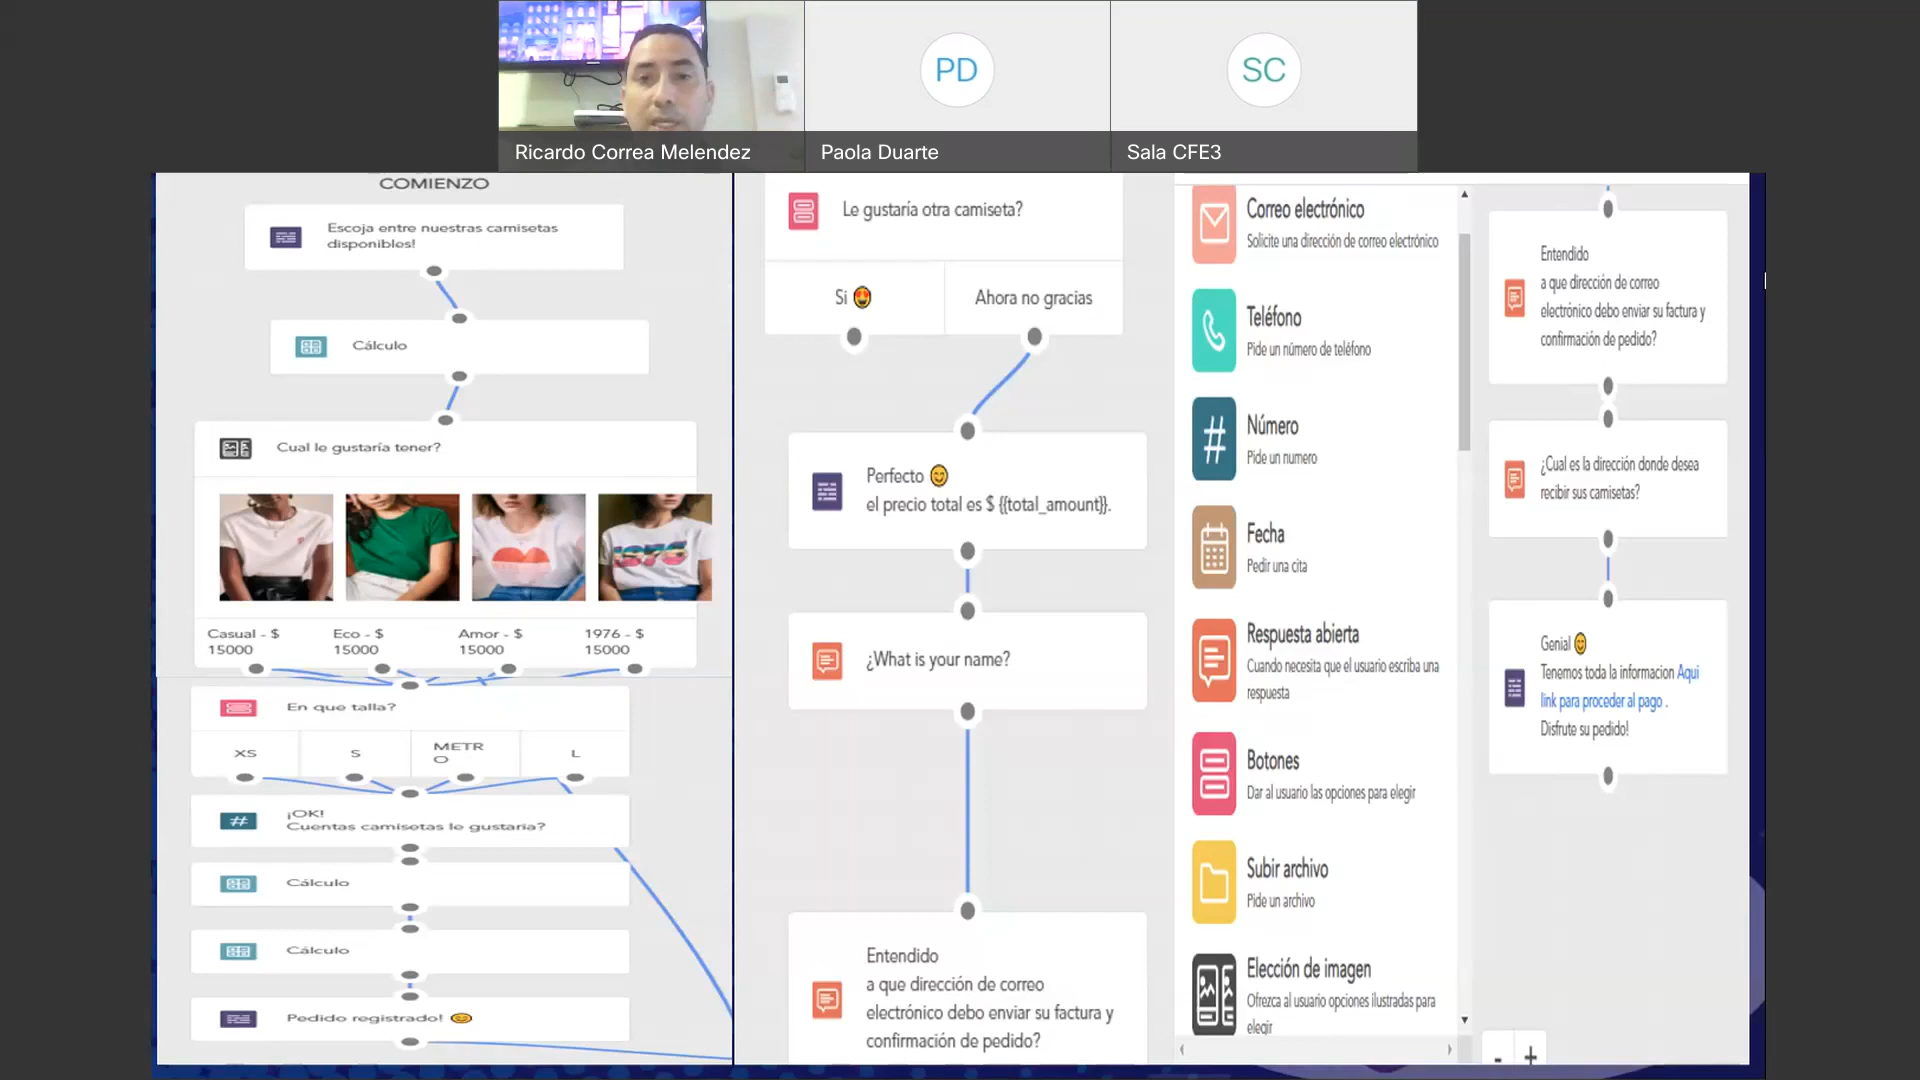 PD
SC
Ricardo Correa Melendez
Paola Duarte
Sala CFE3
COMIENZO
Escoja entre nuestras camisetas
disponibles!
Cálculo
Cual le gustaría tener?
1976
Casual - $
15000
Eco - $
15000
Amor - $
15000
1976 - $
15000
En que talla?
XS
S
METR
O
L
#
¡OK!
Cuentas camisetas le gustaria?
Cálculo
Cálculo
Pedido registrado!
Le gustaría otra camiseta?
Si
Ahora no gracias
Perfecto
el precio total es $ {{total_amount}}.
¿What is your name?
Entendido
a que dirección de correo
electrónico debo enviar su factura y
confirmación de pedido?
Correo electrónico
Solicite una dirección de correo electrónico
Teléfono
Pide un número de teléfono
#
Número
Pide un numero
Fecha
Pedir una cita
Respuesta abierta
Cuando necesita que el usuario escriba una
respuesta
Botones
Dar al usuario las opciones para elegir
Subir archivo
Pide un archivo
Elección de imagen
Ofrezca al usuario opciones ilustradas para
elegir
Entendido
a que dirección de correo
electrónico debo enviar su factura y
confirmación de pedido?
¿Cual es la dirección donde desea
recibir sus camisetas?
Genial
Tenemos toda la informacion Aqui
link para proceder al pago .
Disfrute su pedido!
- +